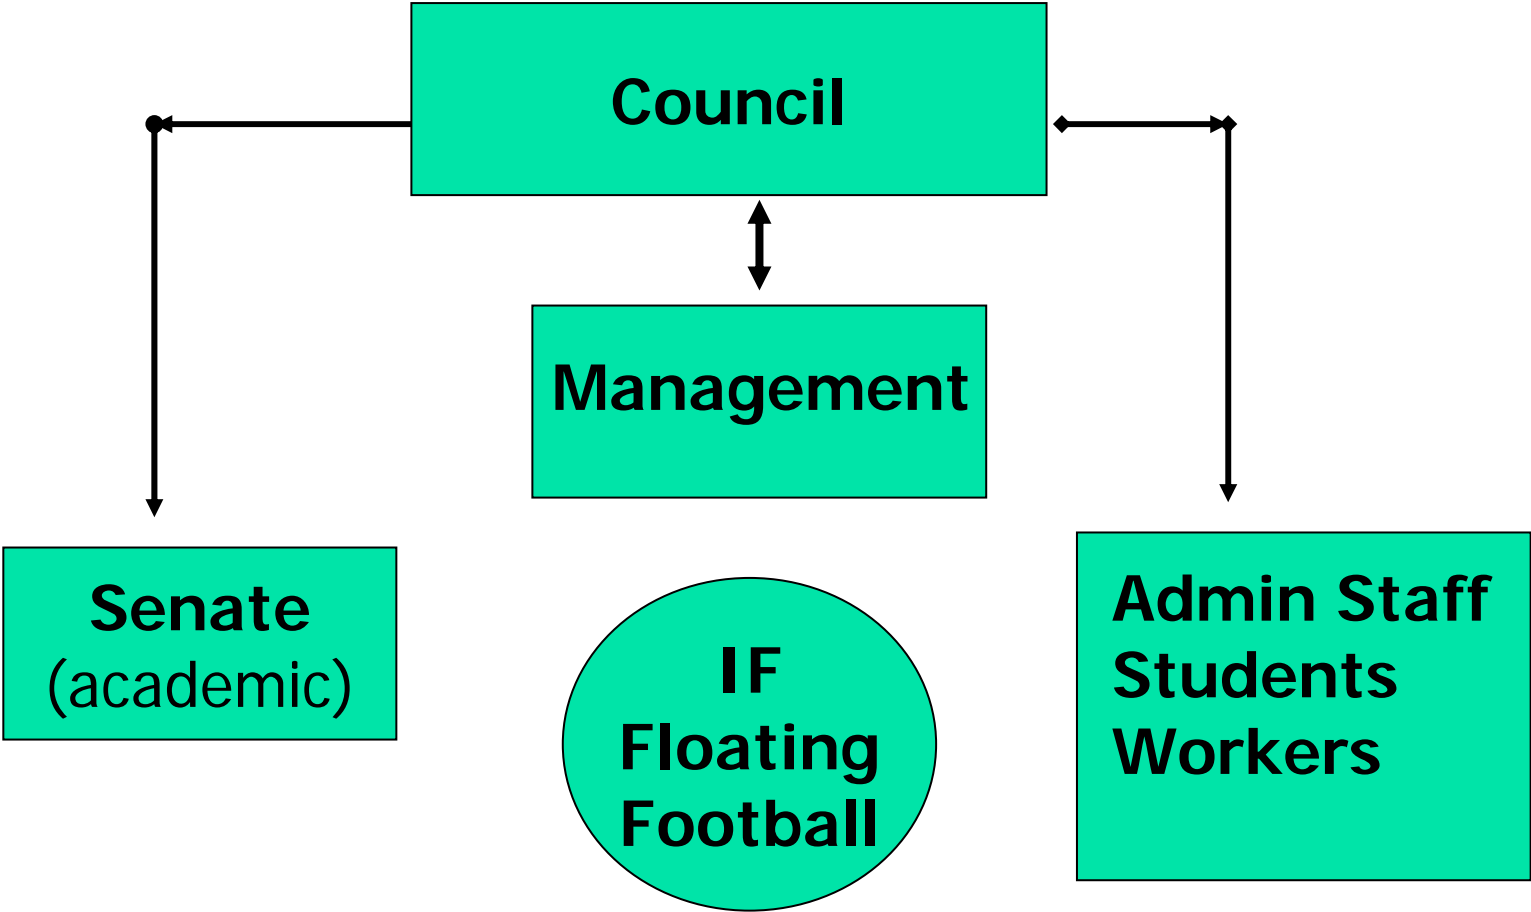 Council
Management
Senate
(academic)
IF
Floating
Football
Admin Staff
Students
Workers